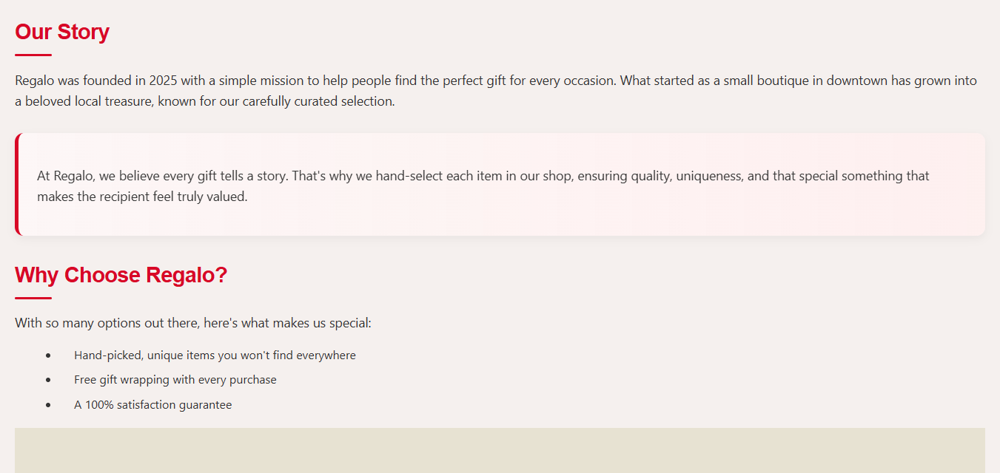 Our Story
Regalo was founded in 2025 with a simple mission to help people find the perfect gift for every occasion. What started as a small boutique in downtown has grown into
a beloved local treasure, known for our carefully curated selection.
At Regalo, we believe every gift tells a story. That's why we hand-select each item in our shop, ensuring quality, uniqueness, and that special something that
makes the recipient feel truly valued.
Why Choose Regalo?
With so many options out there, here's what makes us special:
• Hand-picked, unique items you won't find everywhere
• Free gift wrapping with every purchase
• A 100% satisfaction guarantee